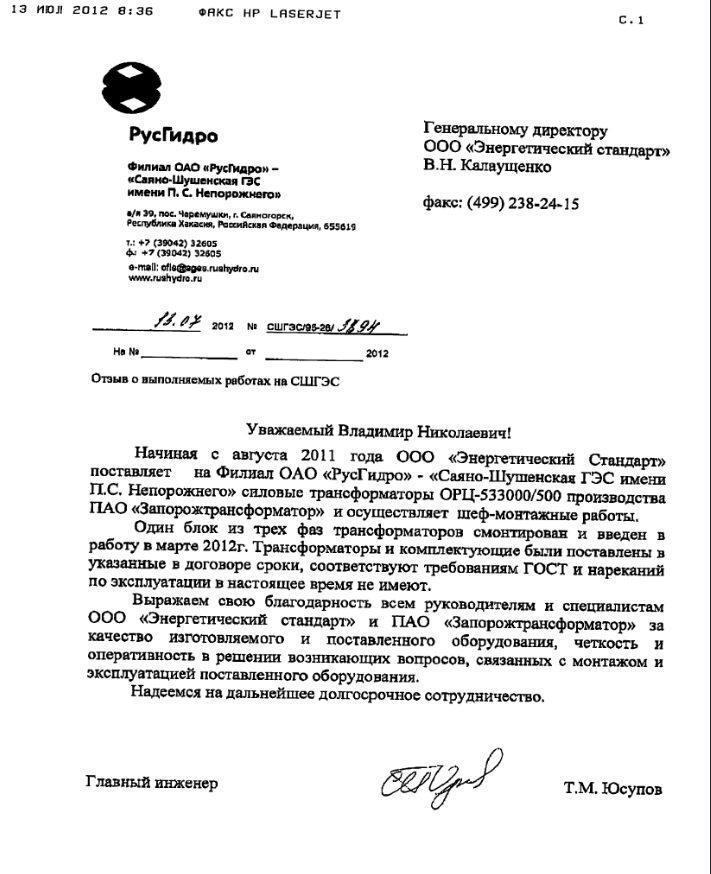 13 ИЮЛ 2012 8:36 ФАКС HP LASERJET С.1
РусГидро
Филиал ОАО «РусГидро» –
«Саяно-Шушенская ГЭС
имени П. С. Непорожнего»
а/я 39, пос. Черемушки, г. Саяногорск,
Республика Хакасия, Российская Федерация, 655619
т.: +7 (39042) 32605
ф.: +7 (39042) 32605
www.rushydro.ru
Генеральному директору
ООО «Энергетический стандарт»
В.Н. Калаущенко
факс: (499) 238-24-15
2012 № СШГЭС/95-28/
На № от 2012
Отзыв о выполняемых работах на СШГЭС
Уважаемый Владимир Николаевич!
Начиная с августа 2011 года ООО «Энергетический Стандарт»
поставляет на Филиал ОАО «РусГидро» - «Саяно-Шушенская ГЭС имени
П.С. Непорожнего» силовые трансформаторы ОРЦ-533000/500 производства
ПАО «Запорожтрансформатор» и осуществляет шеф-монтажные работы.
Один блок из трех фаз трансформаторов смонтирован и введен в
работу в марте 2012г. Трансформаторы и комплектующие были поставлены в
указанные в договоре сроки, соответствуют требованиям ГОСТ и нареканий
по эксплуатации в настоящее время не имеют.
Выражаем свою благодарность всем руководителям и специалистам
ООО «Энергетический стандарт» и ПАО «Запорожтрансформатор» за
качество изготовляемого и поставленного оборудования, четкость и
оперативность в решении возникающих вопросов, связанных с монтажом и
эксплуатацией поставленного оборудования.
Надеемся на дальнейшее долгосрочное сотрудничество.
Главный инженер Т.М. Юсупов